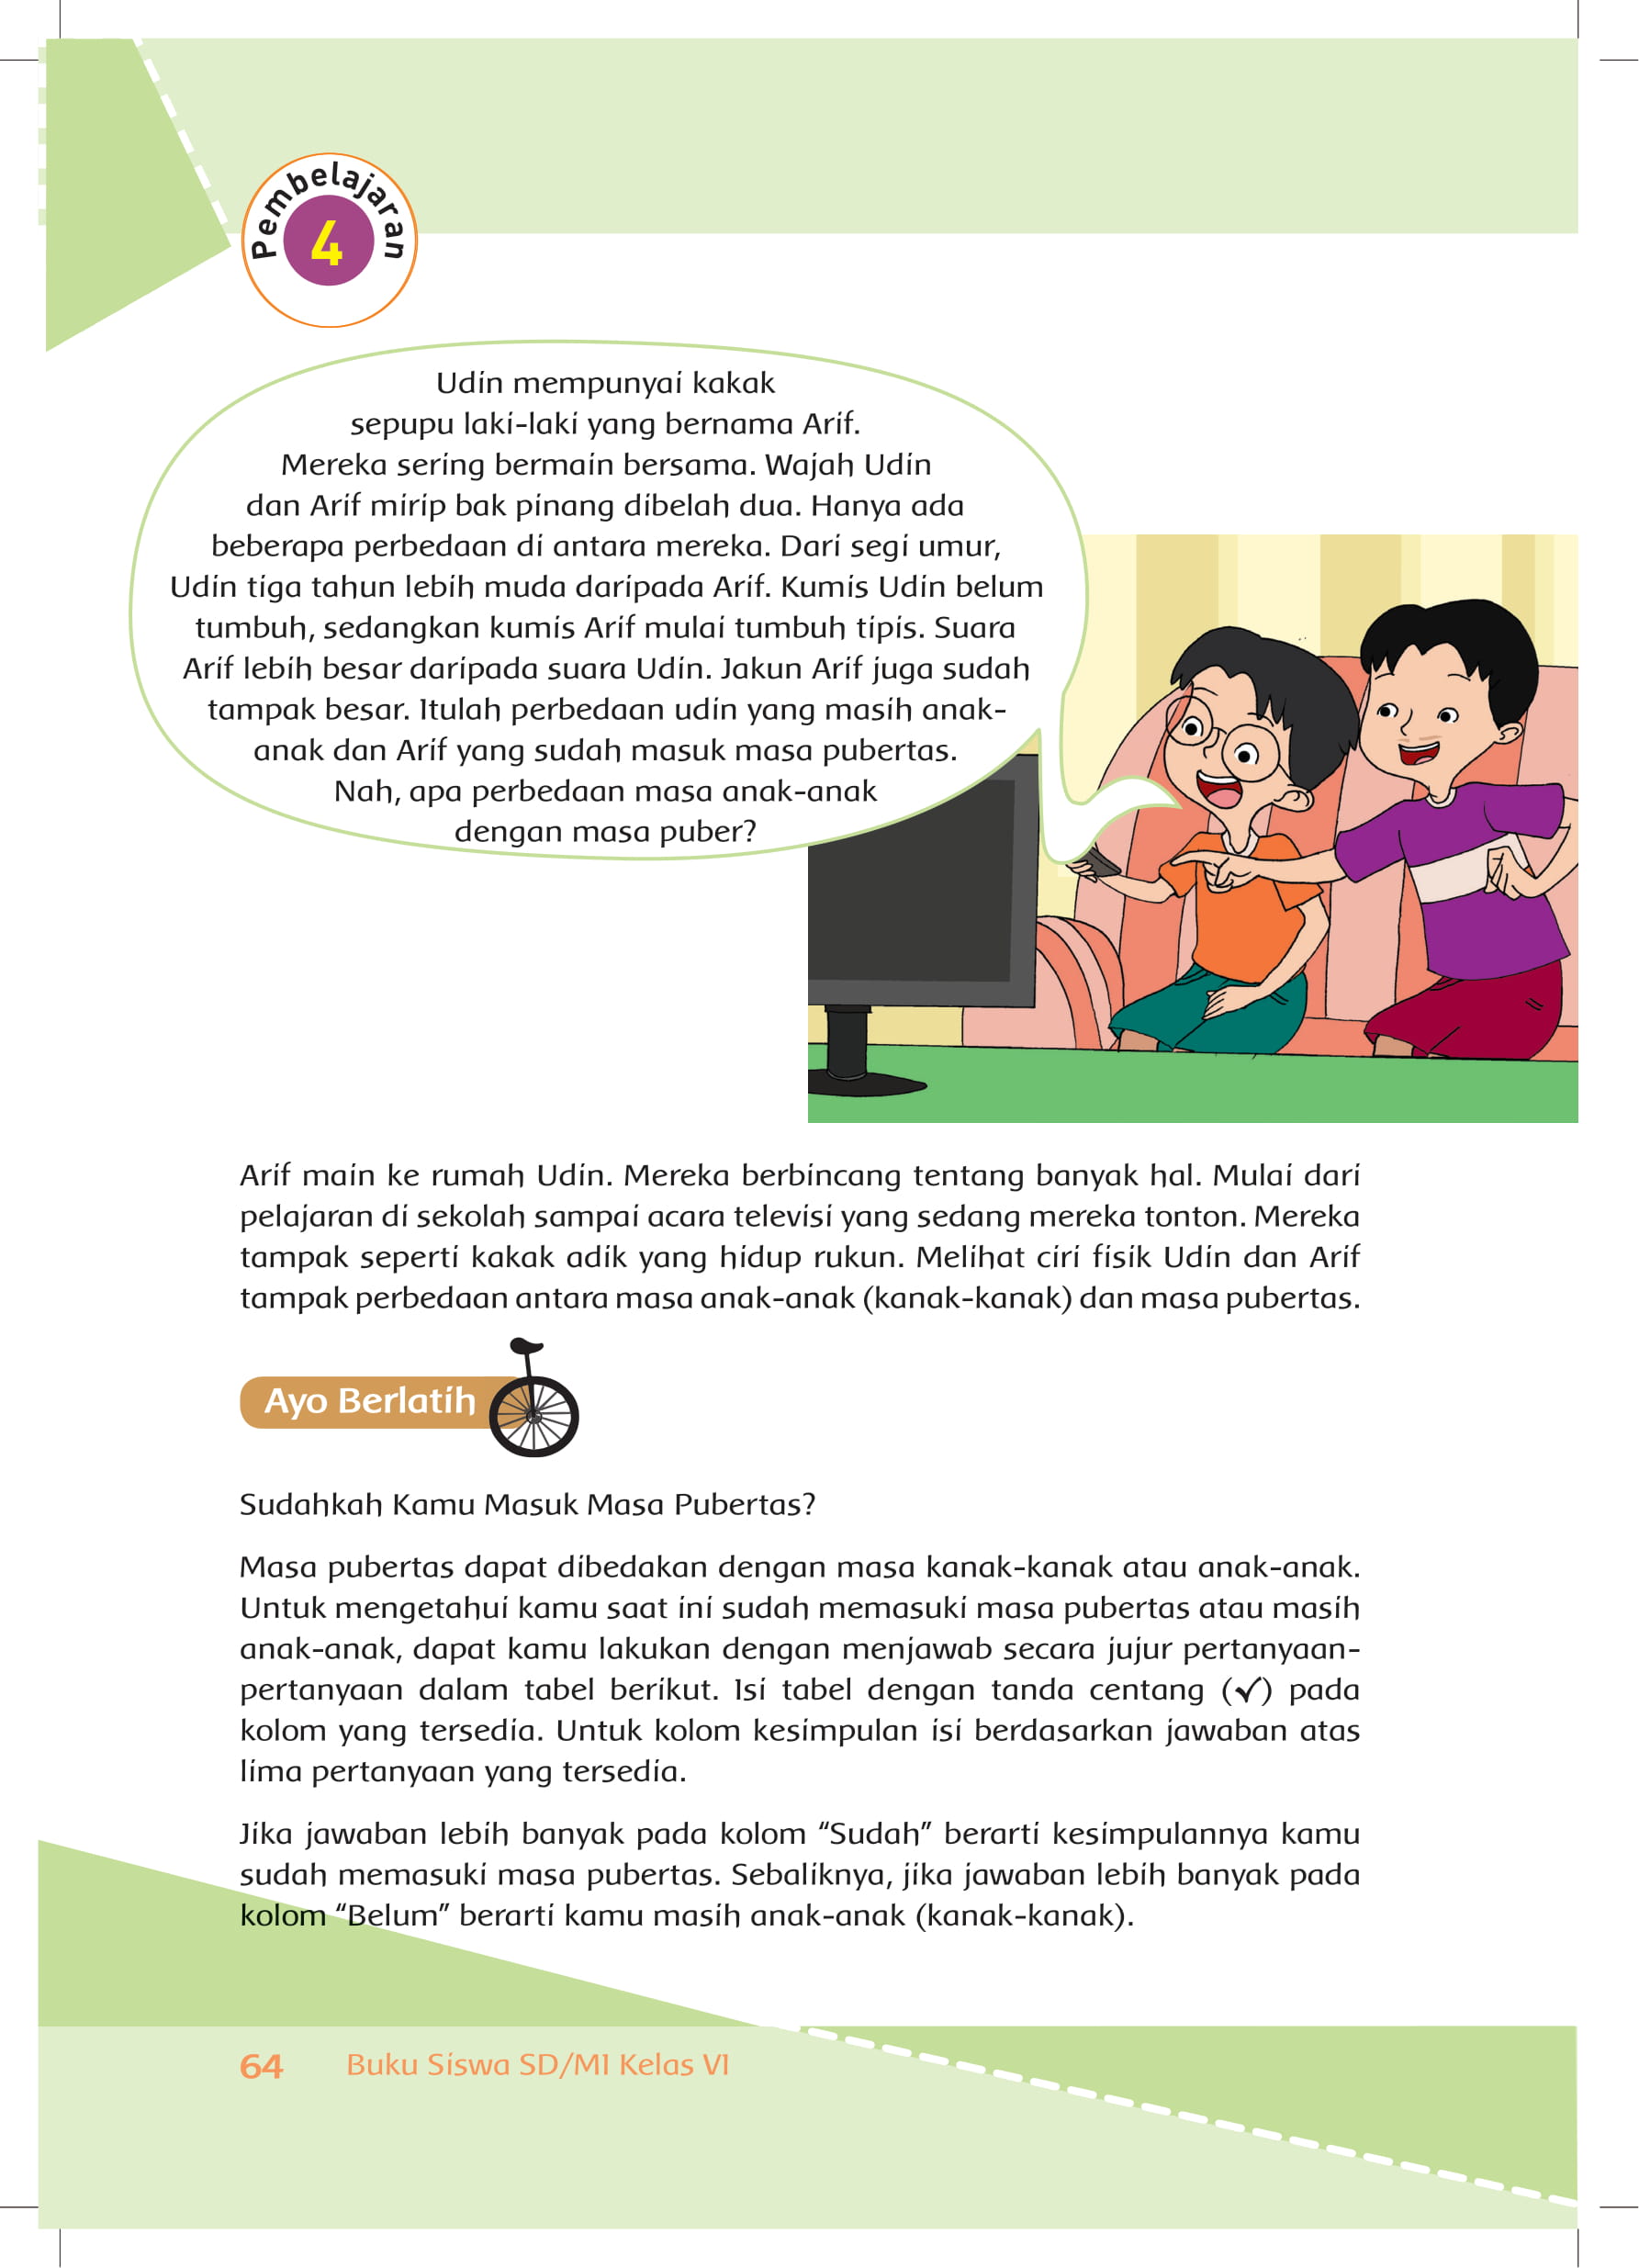 Pembelajaran
4
Udin mempunyai kakak
sepupu laki-laki yang bernama Arif.
Mereka sering bermain bersama. Wajah Udin
dan Arif mirip bak pinang dibelah dua. Hanya ada
beberapa perbedaan di antara mereka. Dari segi umur,
Udin tiga tahun lebih muda daripada Arif. Kumis Udin belum
tumbuh, sedangkan kumis Arif mulai tumbuh tipis. Suara
Arif lebih besar daripada suara Udin. Jakun Arif juga sudah
tampak besar. Itulah perbedaan udin yang masih anak-
anak dan Arif yang sudah masuk masa pubertas.
Nah, apa perbedaan masa anak-anak
dengan masa puber?
Arif main ke rumah Udin. Mereka berbincang tentang banyak hal. Mulai dari
pelajaran di sekolah sampai acara televisi yang sedang mereka tonton. Mereka
tampak seperti kakak adik yang hidup rukun. Melihat ciri fisik Udin dan Arif
tampak perbedaan antara masa anak-anak (kanak-kanak) dan masa pubertas.
Ayo Berlatih
Sudahkah Kamu Masuk Masa Pubertas?
Masa pubertas dapat dibedakan dengan masa kanak-kanak atau anak-anak.
Untuk mengetahui kamu saat ini sudah memasuki masa pubertas atau masih
anak-anak, dapat kamu lakukan dengan menjawab secara jujur pertanyaan-
pertanyaan dalam tabel berikut. Isi tabel dengan tanda centang (✓) pada
kolom yang tersedia. Untuk kolom kesimpulan isi berdasarkan jawaban atas
lima pertanyaan yang tersedia.
Jika jawaban lebih banyak pada kolom “Sudah” berarti kesimpulannya kamu
sudah memasuki masa pubertas. Sebaliknya, jika jawaban lebih banyak pada
kolom “Belum” berarti kamu masih anak-anak (kanak-kanak).
64 Buku Siswa SD/MI Kelas VI